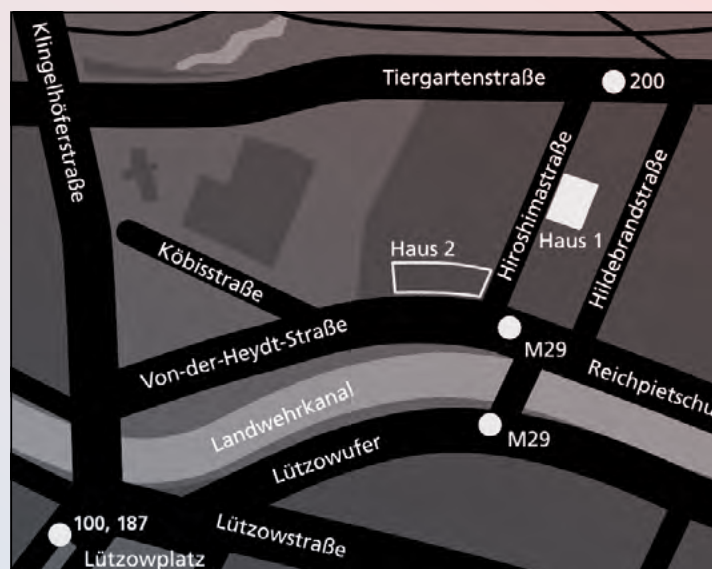 Klingelhöferstraße
Tiergartenstraße
200
Hiroshimastraße
Haus 1
Hildebrandstraße
Haus 2
Köbisstraße
Von-der-Heydt-Straße
M29
Reichpietschu
Landwehrkanal
M29
Lützowufer
100, 187
Lützowplatz
Lützowstraße